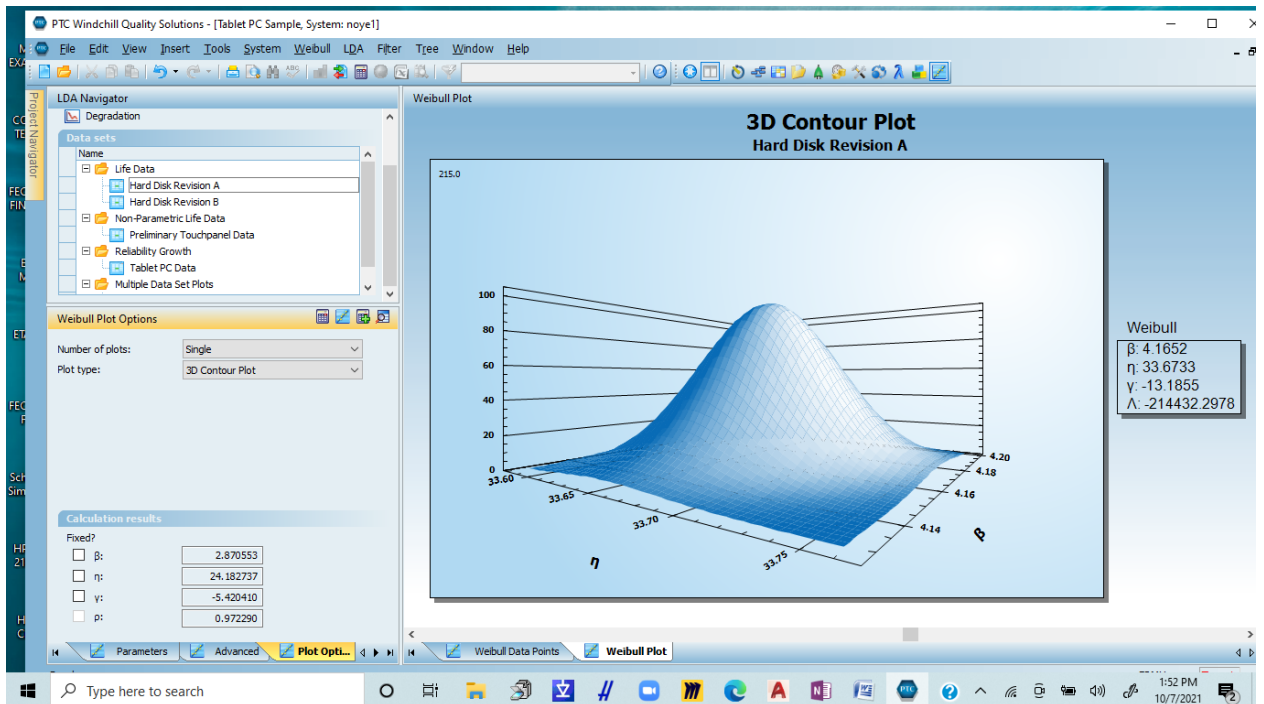 PTC Windchill Quality Solutions - [Tablet PC Sample, System: noye1]
File Edit View Insert Tools System Weibull LDA Filter Tree Window Help
Project Navigator
LDA Navigator
Degradation
Data sets
Name
Life Data
Hard Disk Revision A
Hard Disk Revision B
Non-Parametric Life Data
Preliminary Touchpanel Data
Reliability Growth
Tablet PC Data
Multiple Data Set Plots
Weibull Plot Options
Number of plots: Single
Plot type: 3D Contour Plot
Calculation results
Fixed?
β: 2.870553
η: 24.182737
γ: -5.420410
ρ: 0.972290
Parameters Advanced Plot Opti...
Weibull Plot
3D Contour Plot
Hard Disk Revision A
215.0
100
80
60
40
20
0
33.60
33.65
33.70
33.75
η
4.20
4.18
4.16
4.14
β
Weibull
β: 4.1652
η: 33.6733
γ: -13.1855
Λ: -214432.2978
Weibull Data Points Weibull Plot
Type here to search
1:52 PM
10/7/2021